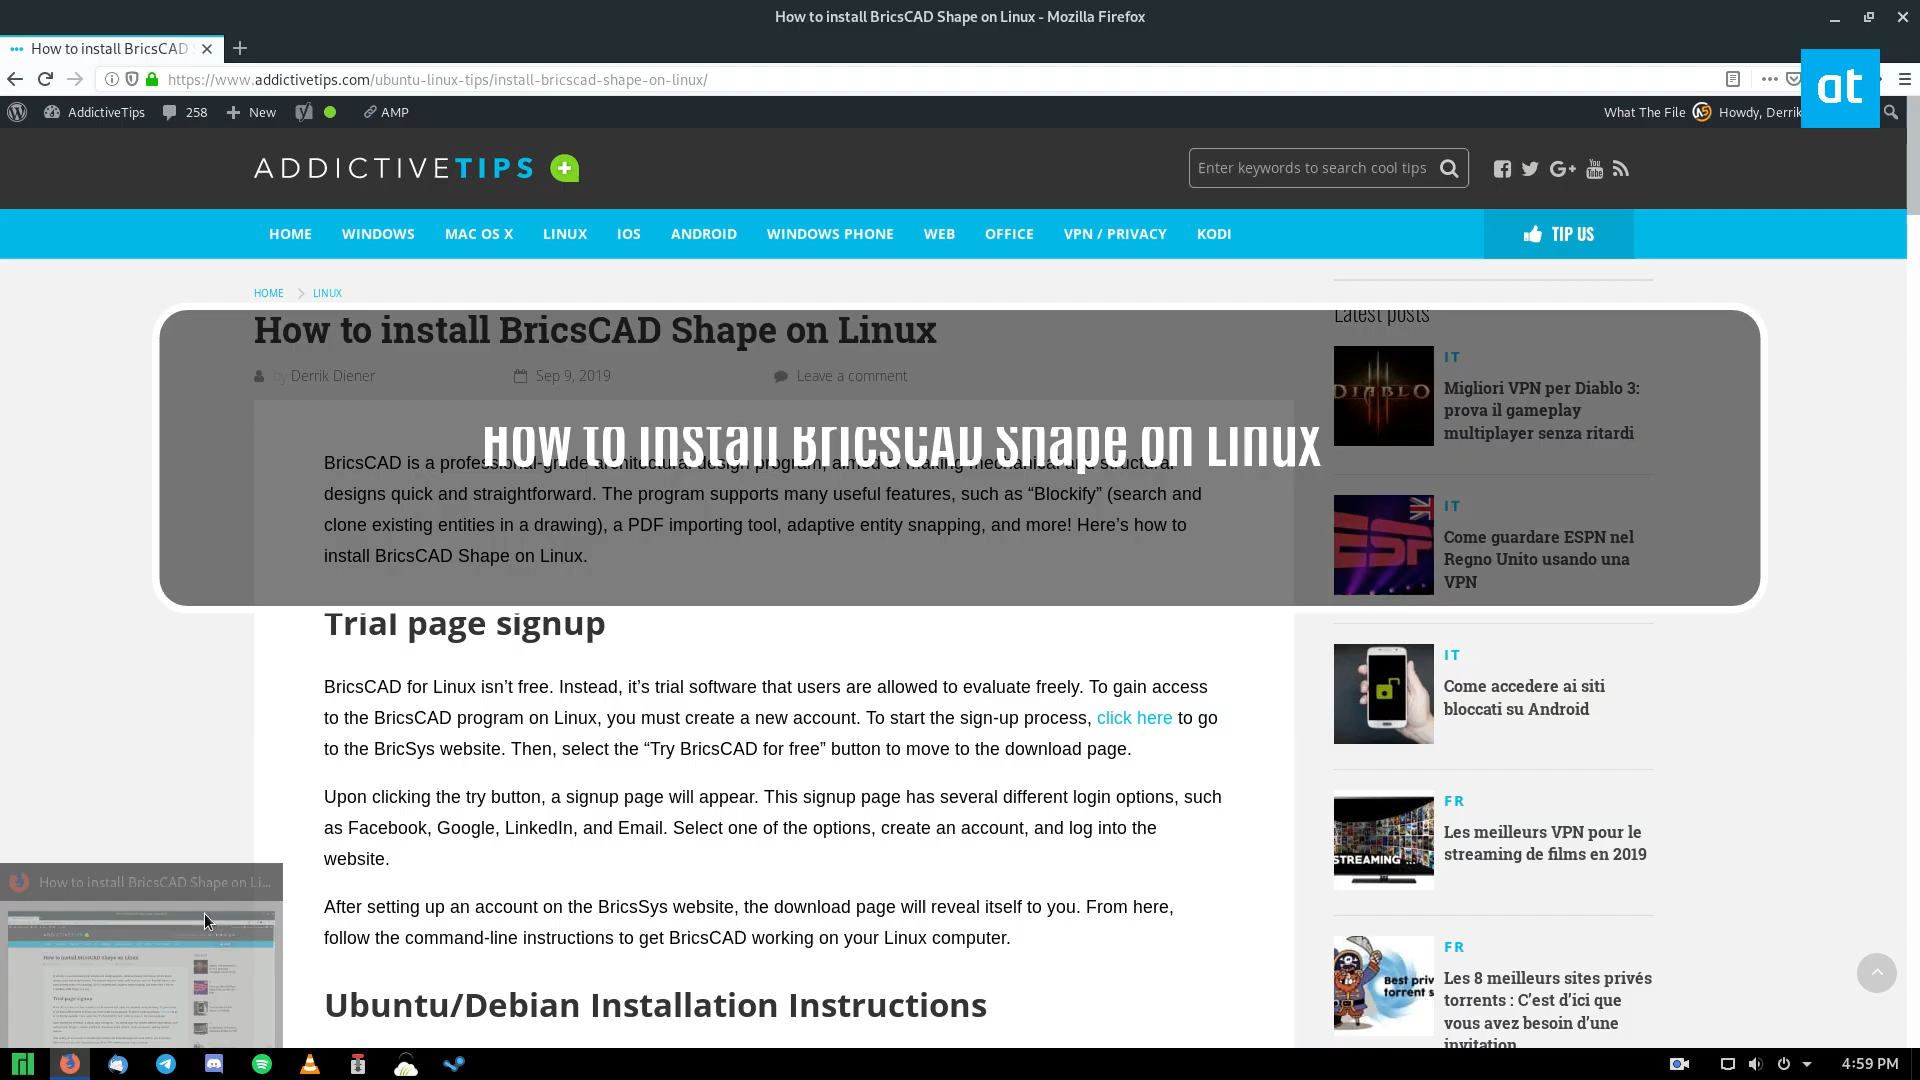 How to install BricsCAD Shape on Linux - Mozilla Firefox
How to install BricsCAD
https://www.addictivetips.com/ubuntu-linux-tips/install-bricscad-shape-on-linux/
at
AddictiveTips 258 New AMP
What The File Howdy, Derrik
ADDICTIVETIPS
Enter keywords to search cool tips
HOME WINDOWS MAC OS X LINUX IOS ANDROID WINDOWS PHONE WEB OFFICE VPN / PRIVACY KODI
TIP US
HOME > LINUX
How to install BricsCAD Shape on Linux
by Derrik Diener Sep 9, 2019 Leave a comment
How to install BricsCAD Shape on Linux
BricsCAD is a professional-grade architectural design program, aimed at making mechanical and structural
designs quick and straightforward. The program supports many useful features, such as “Blockify” (search and
clone existing entities in a drawing), a PDF importing tool, adaptive entity snapping, and more! Here’s how to
install BricsCAD Shape on Linux.
Trial page signup
BricsCAD for Linux isn’t free. Instead, it’s trial software that users are allowed to evaluate freely. To gain access
to the BricsCAD program on Linux, you must create a new account. To start the sign-up process, click here to go
to the BricSys website. Then, select the “Try BricsCAD for free” button to move to the download page.
Upon clicking the try button, a signup page will appear. This signup page has several different login options, such
as Facebook, Google, LinkedIn, and Email. Select one of the options, create an account, and log into the
website.
After setting up an account on the BricsSys website, the download page will reveal itself to you. From here,
follow the command-line instructions to get BricsCAD working on your Linux computer.
Ubuntu/Debian Installation Instructions
Latest posts
DIABLO
IT
Migliori VPN per Diablo 3:
prova il gameplay
multiplayer senza ritardi
IT
Come guardare ESPN nel
Regno Unito usando una
VPN
IT
Come accedere ai siti
bloccati su Android
STREAMING
FR
Les meilleurs VPN pour le
streaming de films en 2019
Best priv
torrent s
FR
Les 8 meilleurs sites privés
torrents : C’est d’ici que
vous avez besoin d’une
invitation
How to install BricsCAD Shape on Li...
4:59 PM